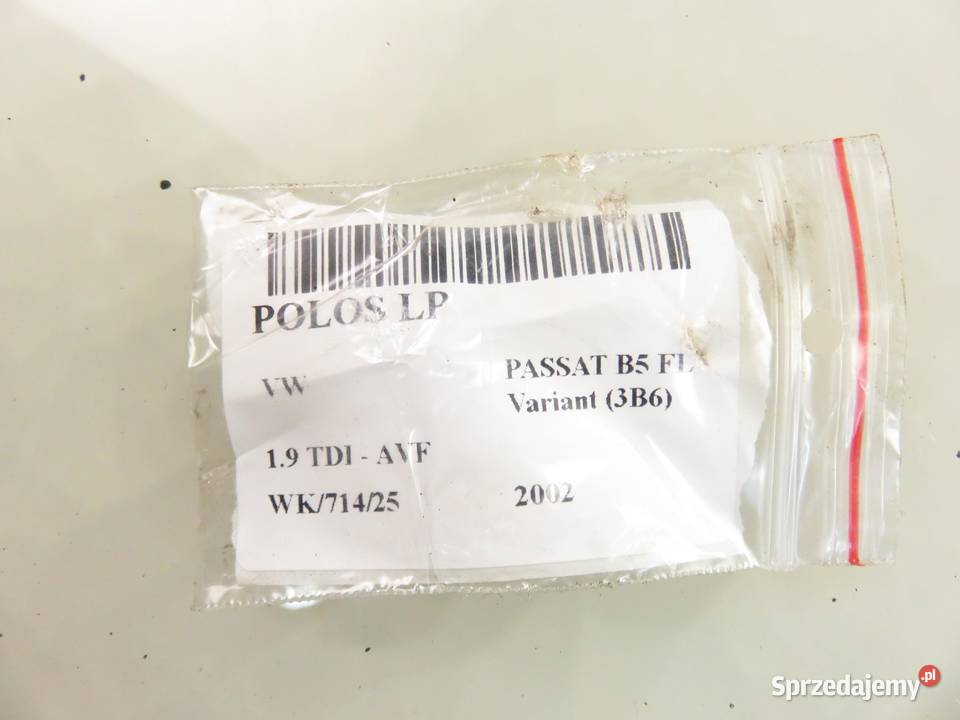 POLOS LP
VW
PASSAT B5 FL
Variant (3B6)
1.9 TDI - AVF
WK/714/25
2002
Sprzedajemy.pl